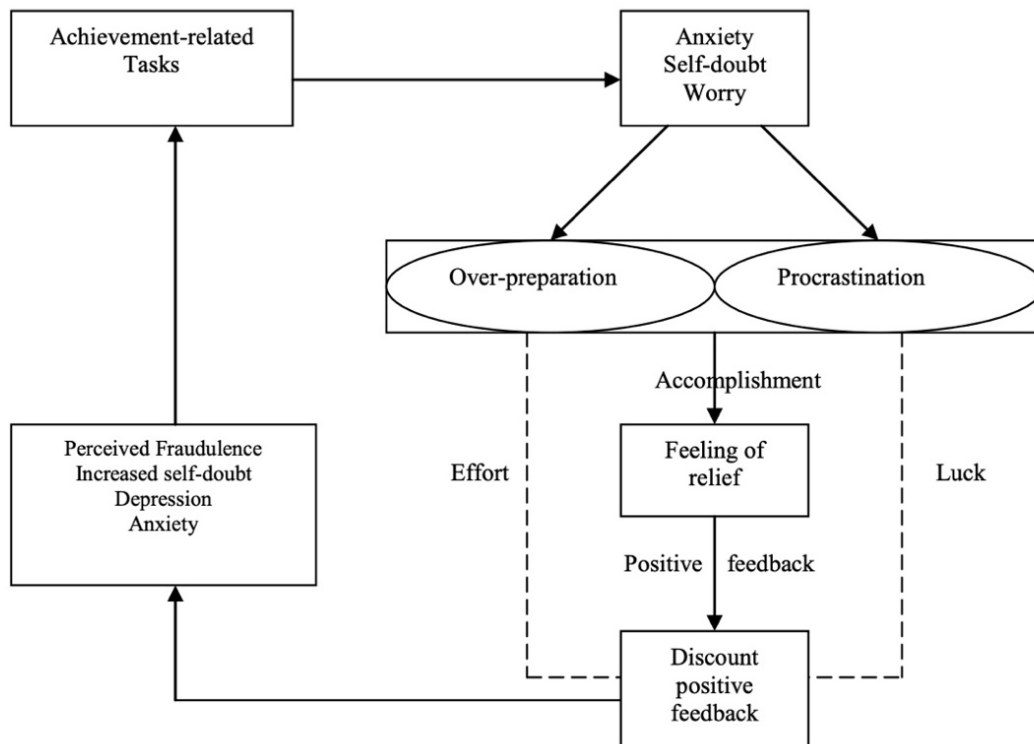 Achievement-related
Tasks
Anxiety
Self-doubt
Worry
Over-preparation
Procrastination
Accomplishment
Perceived Fraudulence
Increased self-doubt
Depression
Anxiety
Effort
Feeling of
relief
Luck
Positive feedback
Discount
positive
feedback